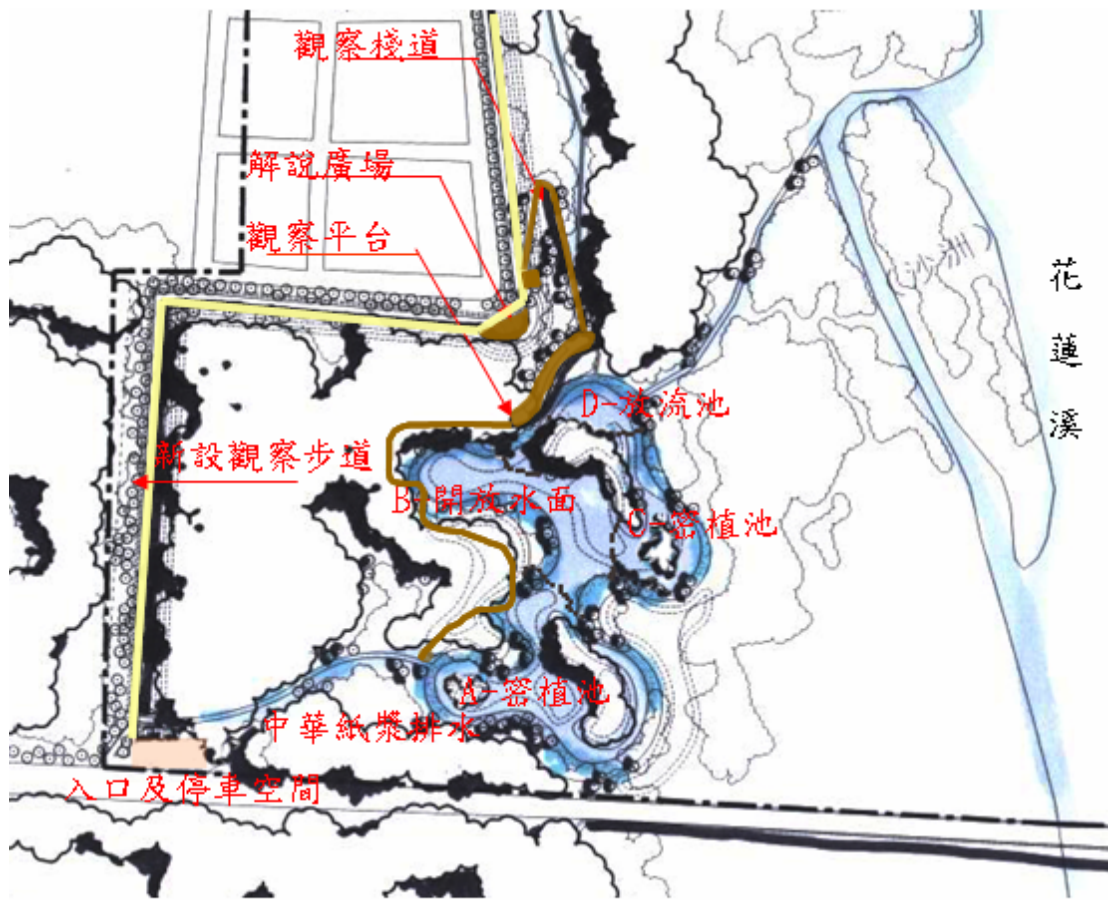 觀察棧道
解說廣場
觀察平台
沙洲
花蓮溪
D-放流池
新設觀察步道
B-開放水面
C-密植池
A-密植池
中華紙漿排水
入口及停車空間